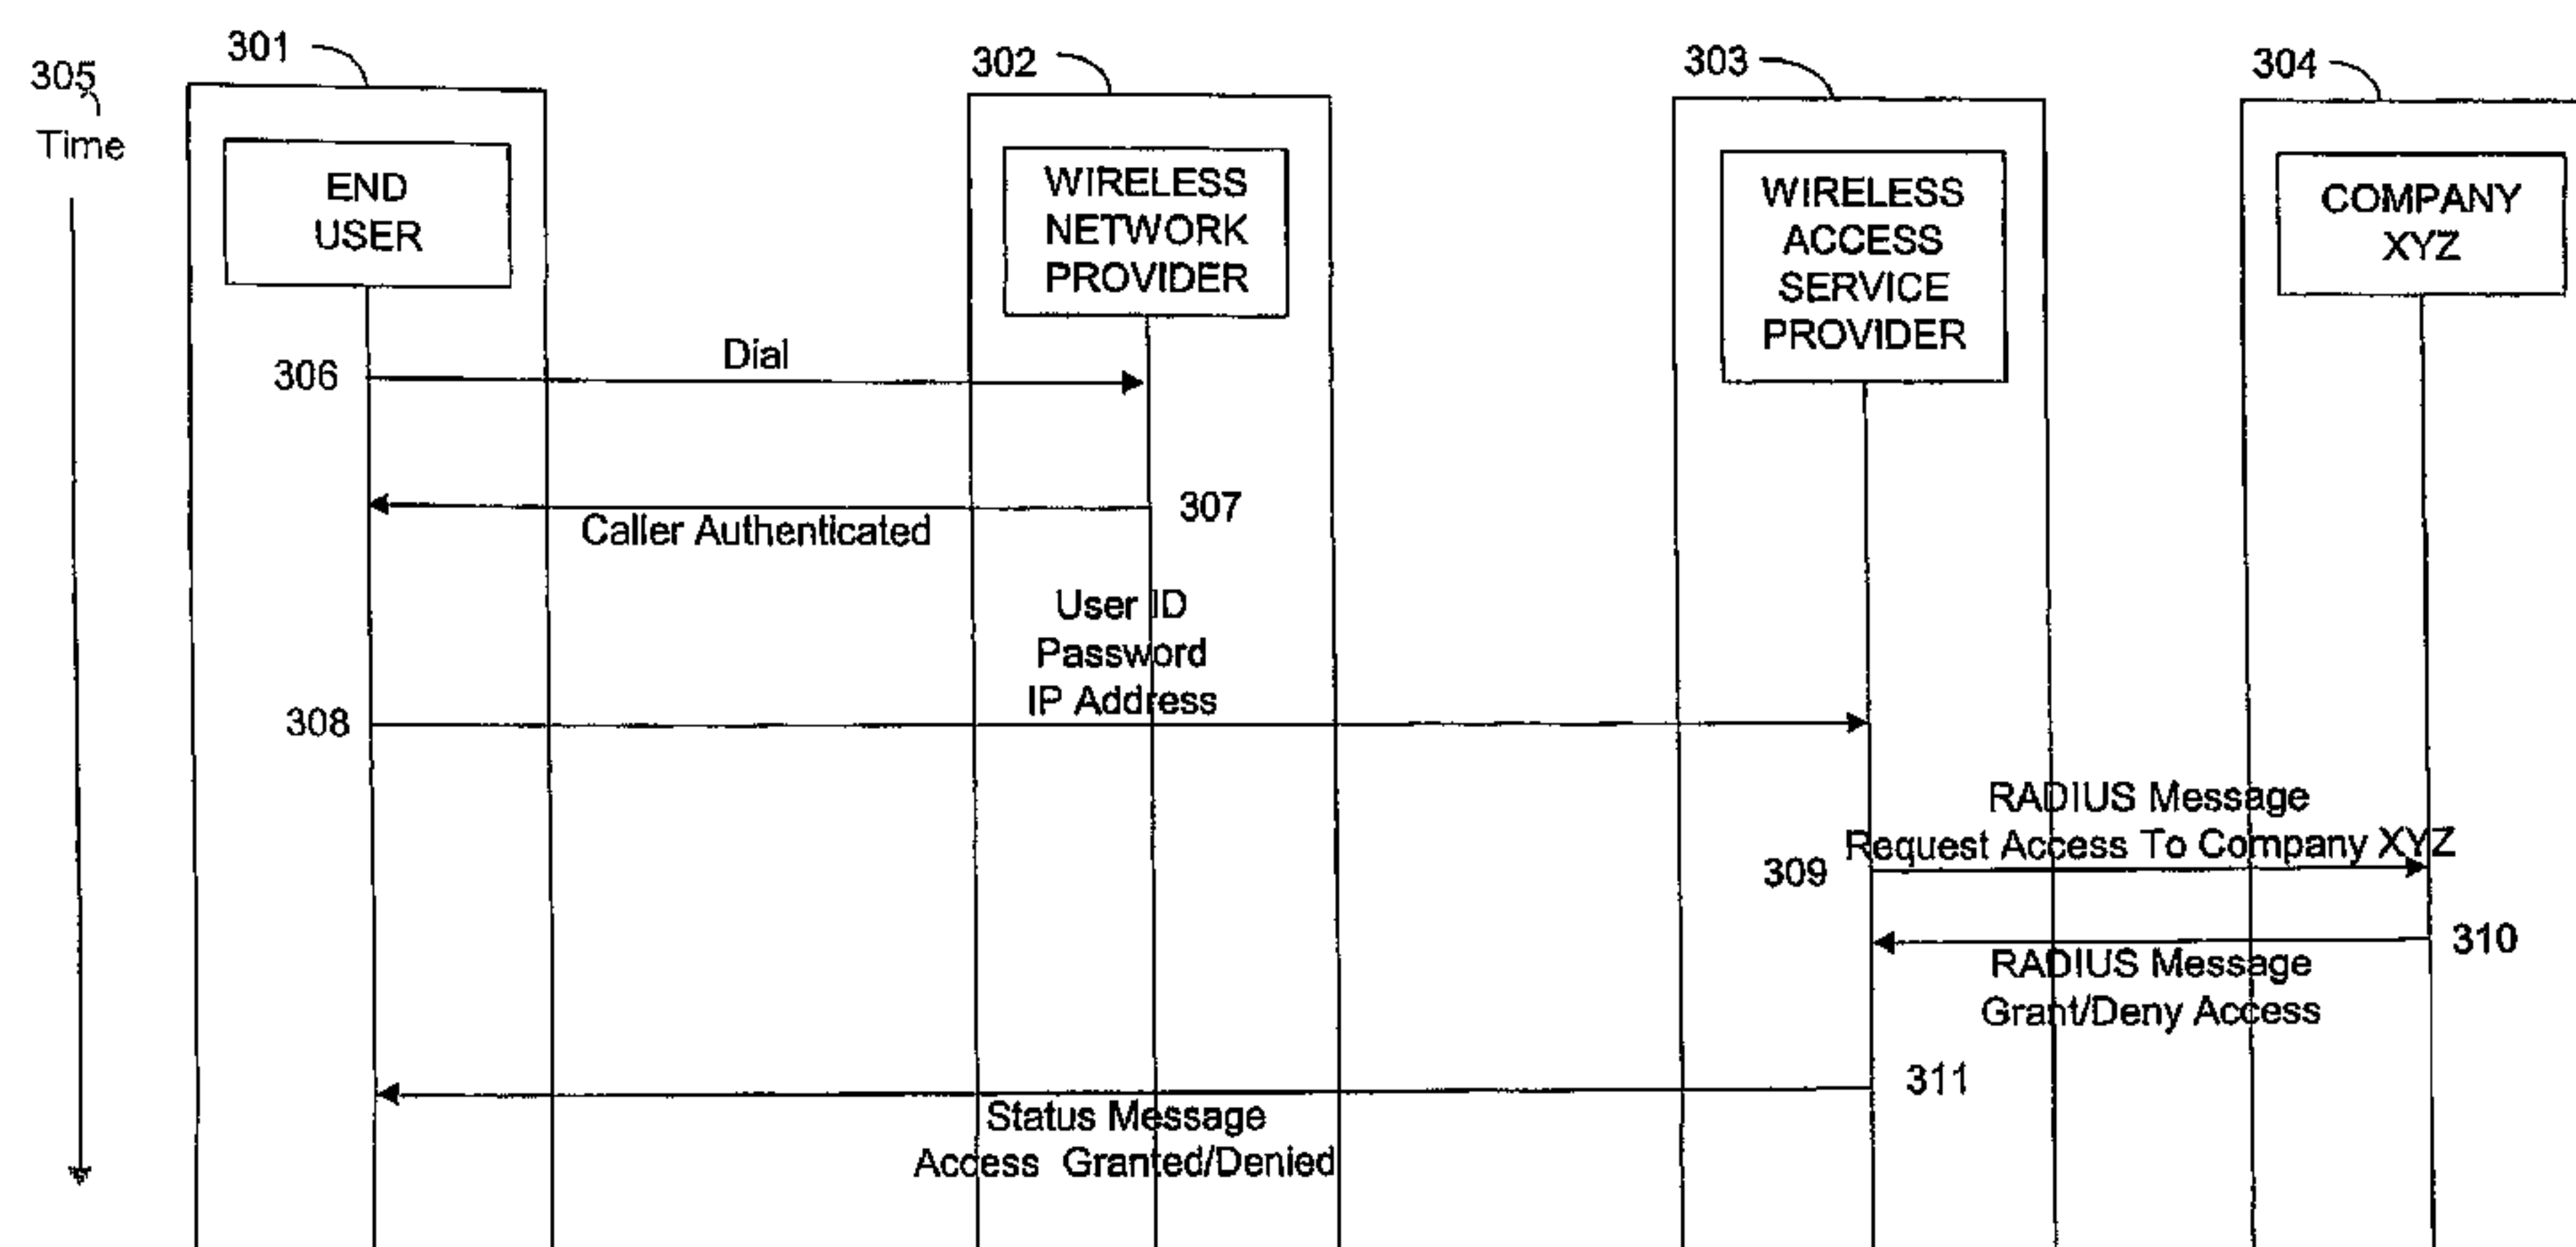 301
302
303
304
305
Time
END
USER
WIRELESS
NETWORK
PROVIDER
WIRELESS
ACCESS
SERVICE
PROVIDER
COMPANY
XYZ
Dial
306
307
Caller Authenticated
User ID
Password
IP Address
308
RADIUS Message
Request Access To Company XYZ
309
310
RADIUS Message
Grant/Deny Access
311
Status Message
Access Granted/Denied